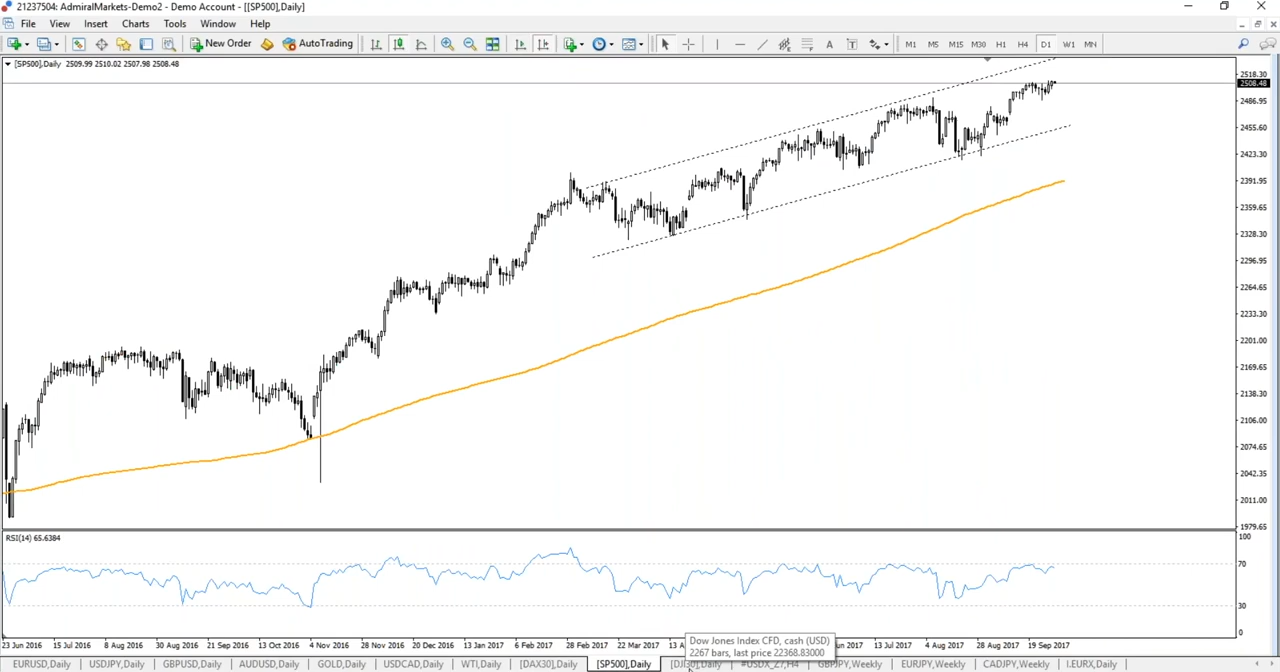 21237504: AdmiralMarkets-Demo2 - Demo Account - [[SP500],Daily]
File View Insert Charts Tools Window Help
New Order AutoTrading A T M1 M5 M15 M30 H1 H4 D1 W1 MN
[SP500],Daily 2509.99 2510.02 2507.98 2508.48
2518.30
2508.48
2486.95
2455.60
2423.30
2391.95
2359.65
2328.30
2296.95
2264.65
2233.30
2201.00
2169.65
2138.30
2106.00
2074.65
2042.35
2011.00
1979.65
RSI(14) 65.6384
100
70
30
0
23 Jun 2016 15 Jul 2016 8 Aug 2016 30 Aug 2016 21 Sep 2016 13 Oct 2016 4 Nov 2016 28 Nov 2016 20 Dec 2016 13 Jan 2017 6 Feb 2017 28 Feb 2017 22 Mar 2017 13 A Jun 2017 13 Jul 2017 4 Aug 2017 28 Aug 2017 19 Sep 2017
Dow Jones Index CFD, cash (USD)
2267 bars, last price 22368.83000
EURUSD,Daily USDJPY,Daily GBPUSD,Daily AUDUSD,Daily GOLD,Daily USDCAD,Daily WTI,Daily [DAX30],Daily [SP500],Daily [DJI30],Daily #USDX_Z7,H4 GBPJPY,Weekly EURJPY,Weekly CADJPY,Weekly I.EURX,Daily